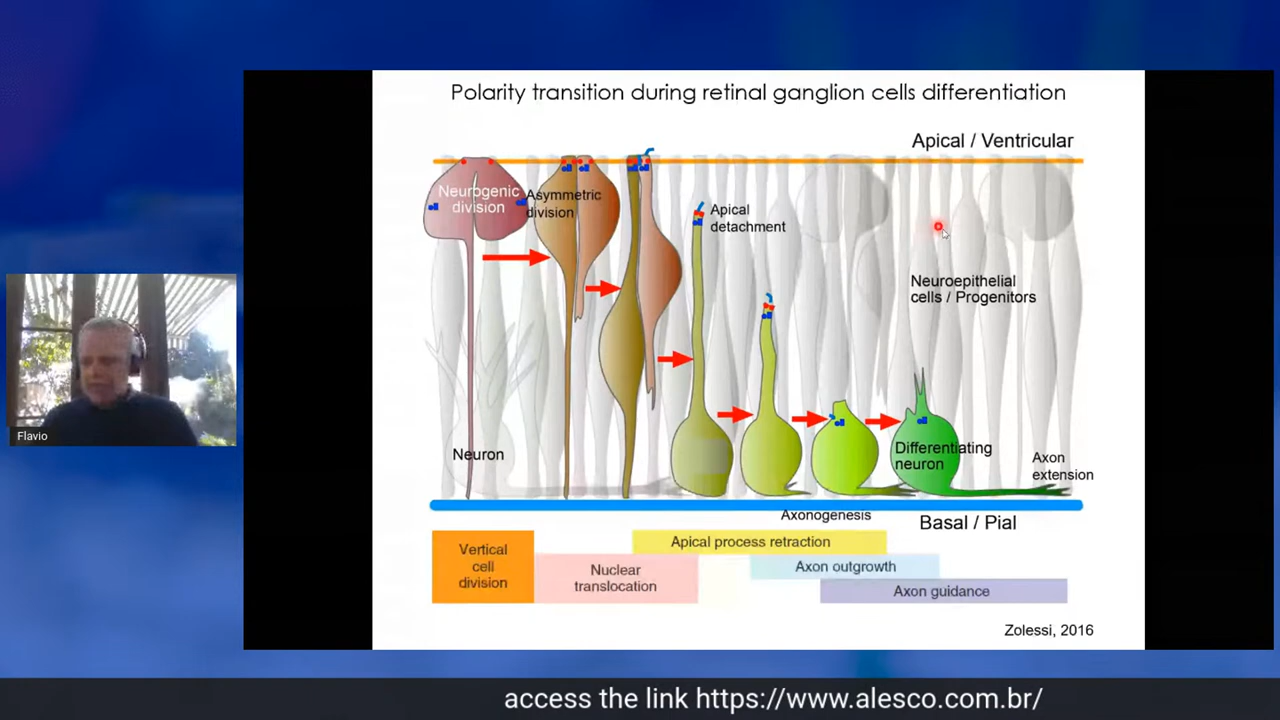 Polarity transition during retinal ganglion cells differentiation
Apical / Ventricular
Neurogenic
division
Asymmetric
division
Apical
detachment
Neuroepithelial
cells / Progenitors
Neuron
Differentiating
neuron
Axon
extension
Axonogenesis
Basal / Pial
Vertical
cell
division
Nuclear
translocation
Apical process retraction
Axon outgrowth
Axon guidance
Zolessi, 2016
Flavio
access the link https://www.alesco.com.br/